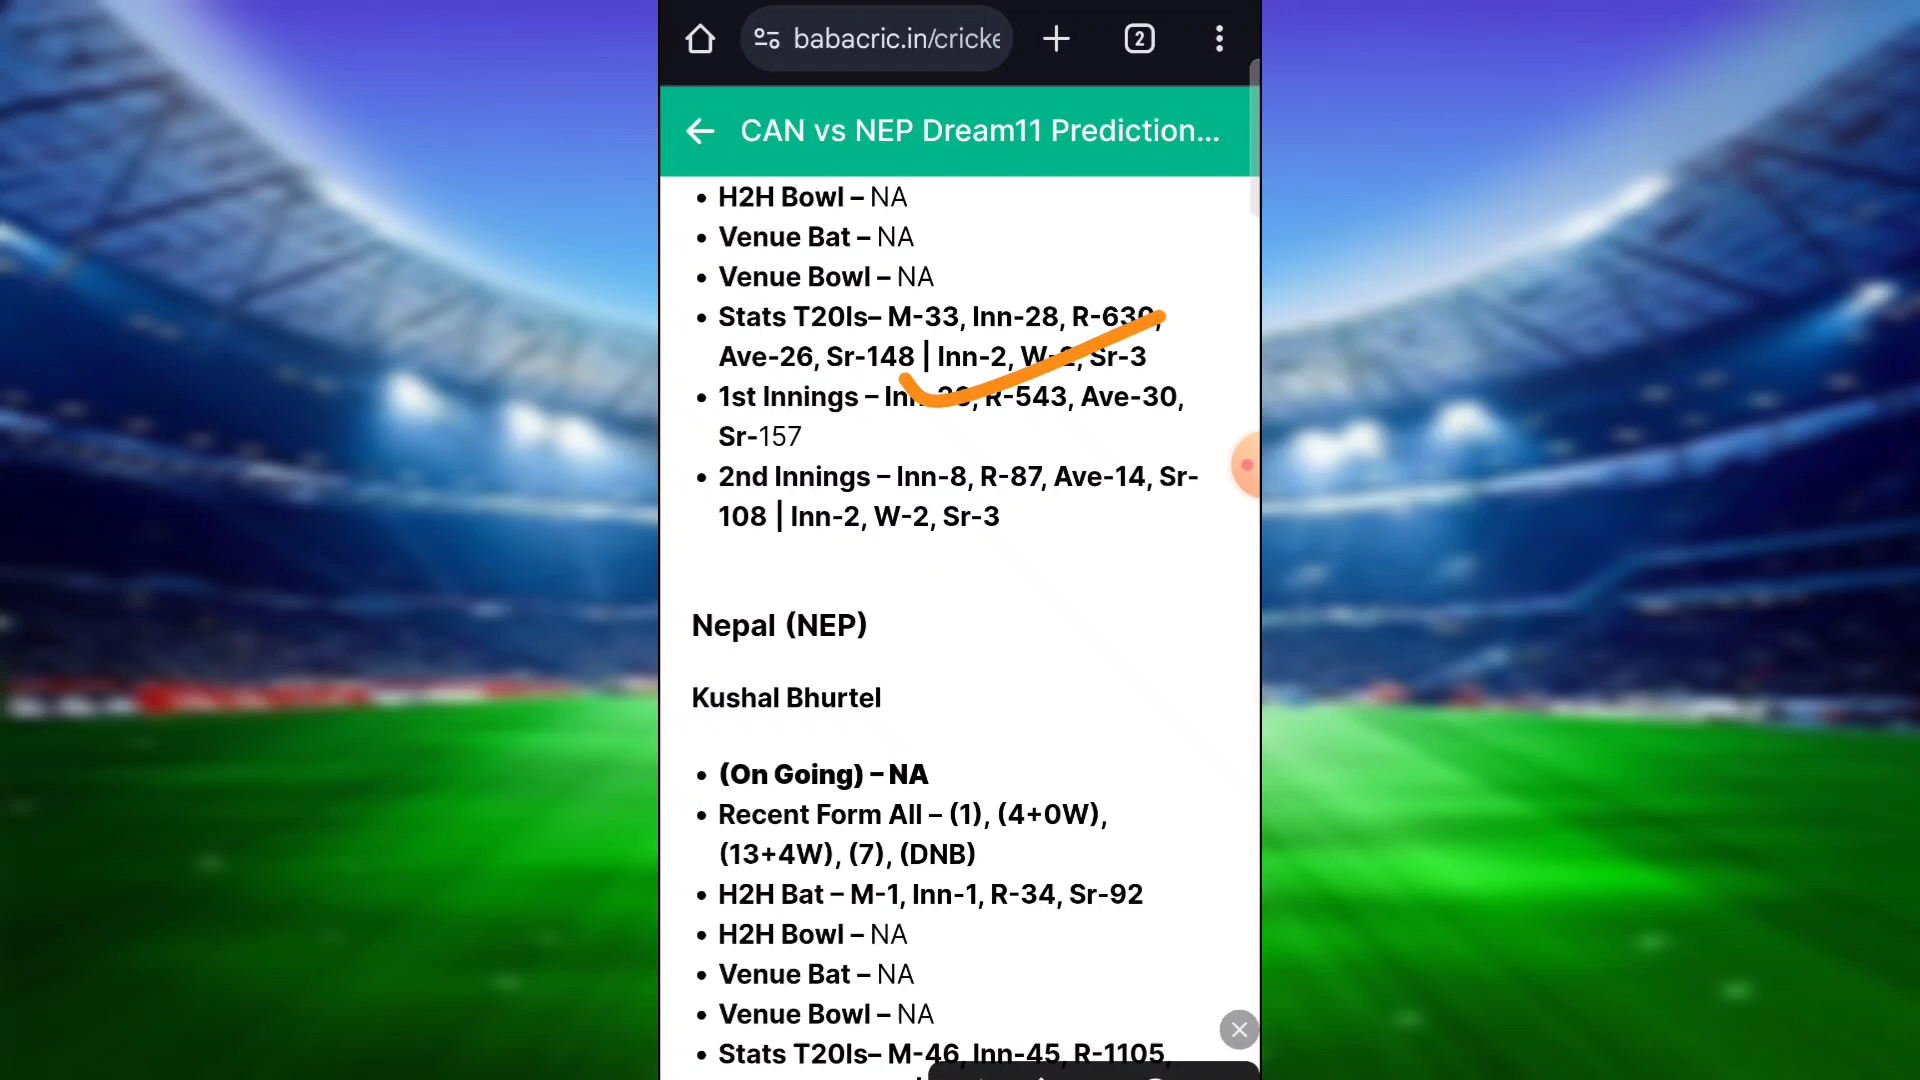 babacric.in/cricke
2
CAN vs NEP Dream11 Prediction...
• H2H Bowl – NA
• Venue Bat – NA
• Venue Bowl – NA
• Stats T20Is– M-33, Inn-28, R-630,
Ave-26, Sr-148 | Inn-2, W-2, Sr-3
• 1st Innings – Inn-20, R-543, Ave-30,
Sr-157
• 2nd Innings – Inn-8, R-87, Ave-14, Sr-
108 | Inn-2, W-2, Sr-3
Nepal (NEP)
Kushal Bhurtel
• (On Going) – NA
• Recent Form All – (1), (4+0W),
(13+4W), (7), (DNB)
• H2H Bat – M-1, Inn-1, R-34, Sr-92
• H2H Bowl – NA
• Venue Bat – NA
• Venue Bowl – NA
• Stats T20Is– M-46, Inn-45, R-1105,